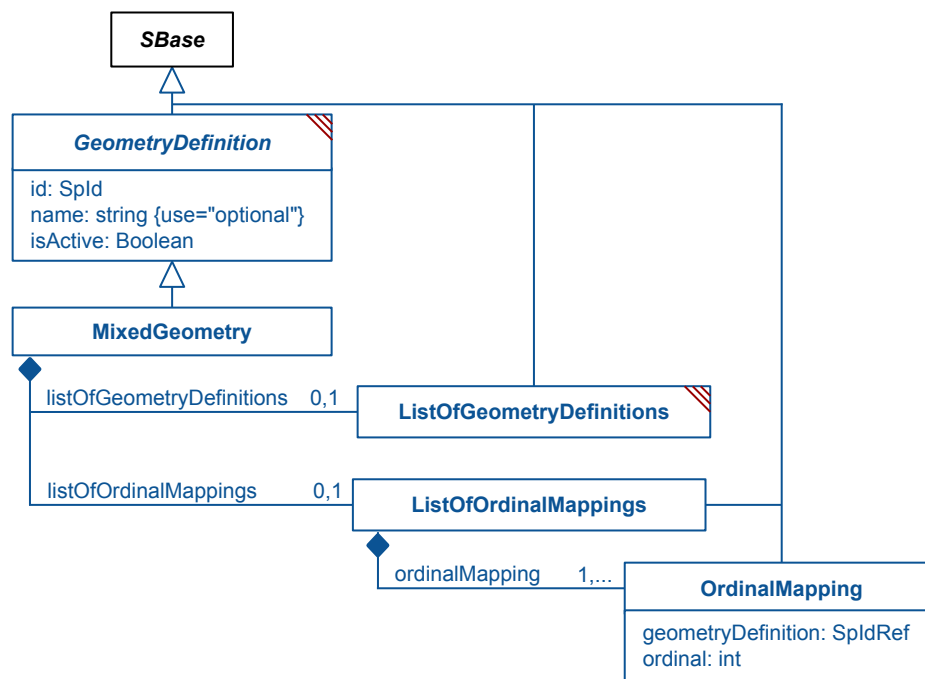 SBase
GeometryDefinition
id: SpId
name: string {use="optional"}
isActive: Boolean
MixedGeometry
listOfGeometryDefinitions 0,1
ListOfGeometryDefinitions
listOfOrdinalMappings 0,1
ListOfOrdinalMappings
ordinalMapping 1,...
OrdinalMapping
geometryDefinition: SpIdRef
ordinal: int